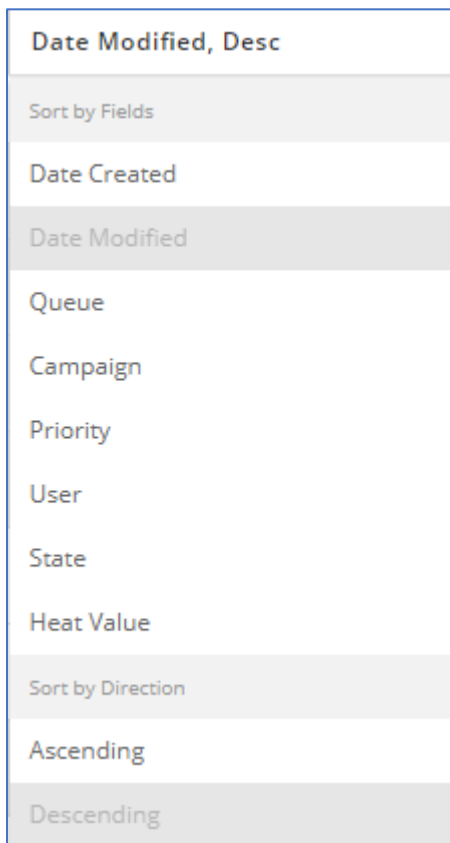 Date Modified, Desc
Sort by Fields
Date Created
Date Modified
Queue
Campaign
Priority
User
State
Heat Value
Sort by Direction
Ascending
Descending